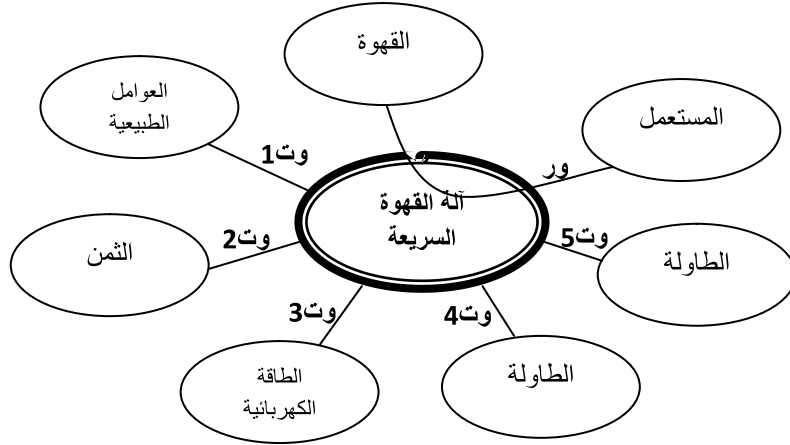 القهوة
العوامل
الطبيعية
المستعمل
وت1
ور
آلة القهوة
السريعة
وت2
وت5
الثمن
الطاولة
وت3
وت4
الطاقة
الكهربائية
الطاولة